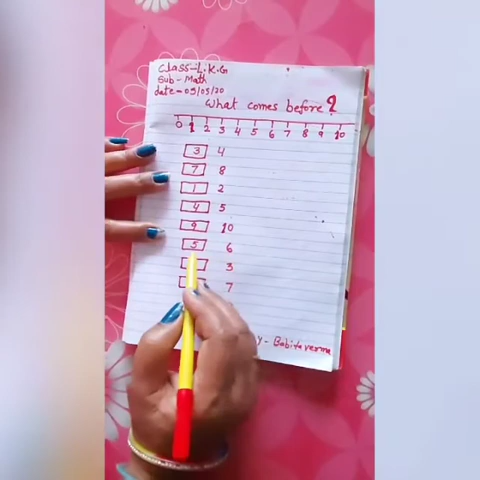 Class-L.K.G
Sub - Math
date - 09/05/20
What comes before?
0 1 2 3 4 5 6 7 8 9 10
3 4
7 8
1 2
4 5
9 10
5 6
3
7
y - Babita verma